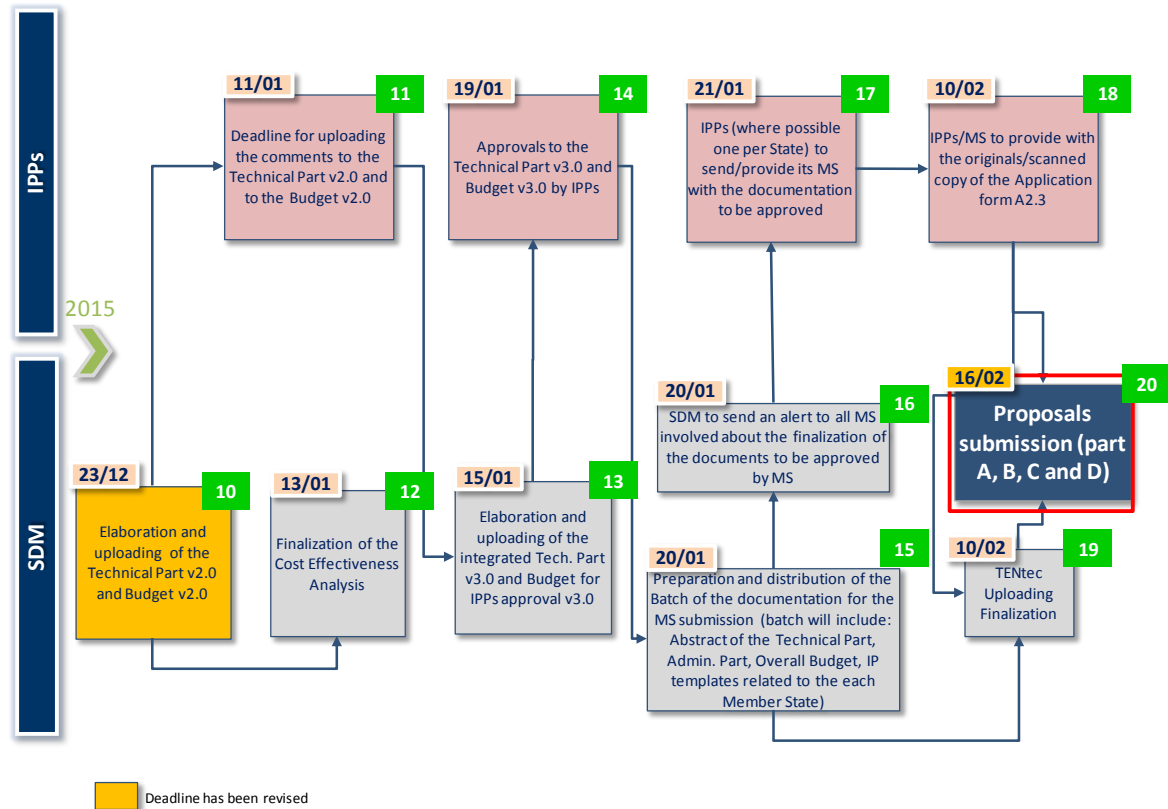 IPPs
SDM
2015
11/01
11
Deadline for uploading
the comments to the
Technical Part v2.0 and
to the Budget v2.0
19/01
14
Approvals to the
Technical Part v3.0 and
Budget v3.0 by IPPs
21/01
17
IPPs (where possible
one per State) to
send/provide its MS
with the documentation
to be approved
10/02
18
IPPs/MS to provide with
the originals/scanned
copy of the Application
form A2.3
20/01
16
SDM to send an alert to all MS
involved about the finalization of
the documents to be approved
by MS
16/02
20
Proposals
submission (part
A, B, C and D)
23/12
10
Elaboration and
uploading of the
Technical Part v2.0
and Budget v2.0
13/01
12
Finalization of the
Cost Effectiveness
Analysis
15/01
13
Elaboration and
uploading of the
integrated Tech. Part
v3.0 and Budget for
IPPs approval v3.0
20/01
15
Preparation and distribution of the
Batch of the documentation for the
MS submission (batch will include:
Abstract of the Technical Part,
Admin. Part, Overall Budget, IP
templates related to the each
Member State)
10/02
19
TENtec
Uploading
Finalization
Deadline has been revised